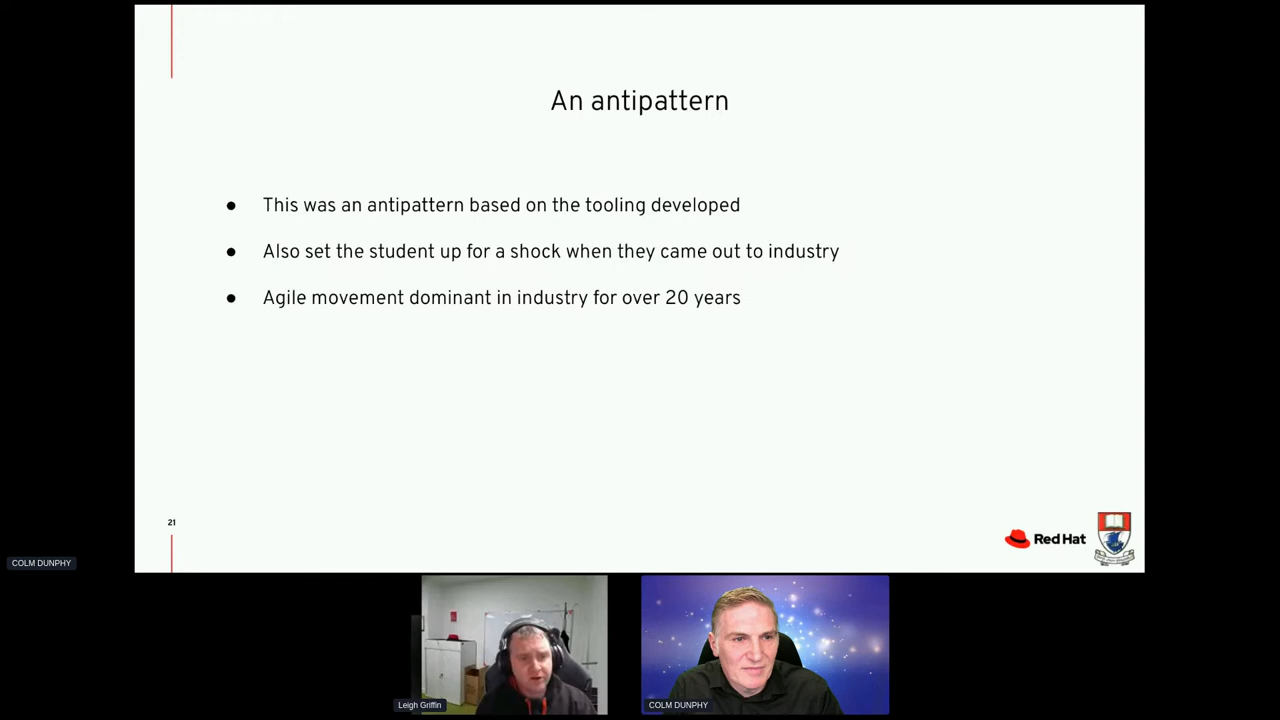 An antipattern
● This was an antipattern based on the tooling developed
● Also set the student up for a shock when they came out to industry
● Agile movement dominant in industry for over 20 years
21
Red Hat
COLM DUNPHY
Leigh Griffin
COLM DUNPHY